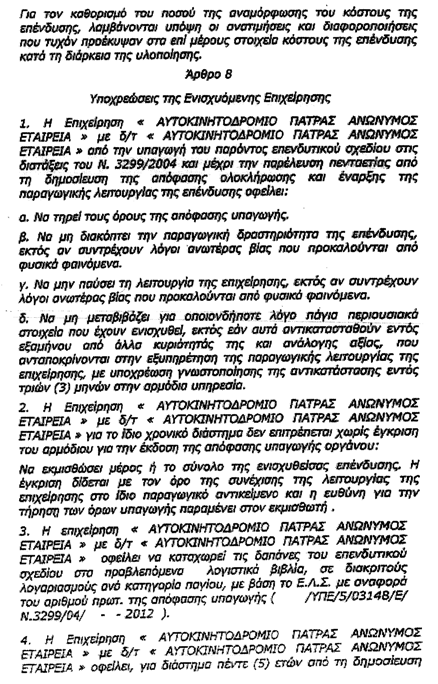 Για τον καθορισμό του ποσού της αναμόρφωσης του κόστους της
επένδυσης, λαμβάνονται υπόψη οι ανατιμήσεις και διαφοροποιήσεις
που τυχόν προέκυψαν στα επί μέρους στοιχεία κόστους της επένδυσης
κατά τη διάρκεια της υλοποίησης.
Άρθρο 8
Υποχρεώσεις της Ενισχυόμενης Επιχείρησης
1. Η Επιχείρηση « ΑΥΤΟΚΙΝΗΤΟΔΡΟΜΙΟ ΠΑΤΡΑΣ ΑΝΩΝΥΜΟΣ
ΕΤΑΙΡΕΙΑ » με δ/τ « ΑΥΤΟΚΙΝΗΤΟΔΡΟΜΙΟ ΠΑΤΡΑΣ ΑΝΩΝΥΜΟΣ
ΕΤΑΙΡΕΙΑ » από την υπαγωγή του παρόντος επενδυτικού σχεδίου στις
διατάξεις του Ν. 3299/2004 και μέχρι την παρέλευση πενταετίας από
τη δημοσίευση της απόφασης ολοκλήρωσης και έναρξης της
παραγωγικής λειτουργίας της επένδυσης οφείλει:
α. Να τηρεί τους όρους της απόφασης υπαγωγής.
β. Να μη διακόπτει την παραγωγική δραστηριότητα της επένδυσης,
εκτός αν συντρέχουν λόγοι ανωτέρας βίας που προκαλούνται από
φυσικά φαινόμενα.
γ. Να μην παύσει τη λειτουργία της επιχείρησης, εκτός αν συντρέχουν
λόγοι ανωτέρας βίας που προκαλούνται από φυσικά φαινόμενα.
δ. Να μη μεταβιβάζει για οποιονδήποτε λόγο πάγια περιουσιακά
στοιχεία που έχουν ενισχυθεί, εκτός εάν αυτά αντικατασταθούν εντός
εξαμήνου από άλλα κυριότητάς της και ανάλογης αξίας, που
ανταποκρίνονται στην εξυπηρέτηση της παραγωγικής λειτουργίας της
επιχείρησης, με υποχρέωση γνωστοποίησης της αντικατάστασης εντός
τριών (3) μηνών στην αρμόδια υπηρεσία.
2. Η Επιχείρηση « ΑΥΤΟΚΙΝΗΤΟΔΡΟΜΙΟ ΠΑΤΡΑΣ ΑΝΩΝΥΜΟΣ
ΕΤΑΙΡΕΙΑ » με δ/τ « ΑΥΤΟΚΙΝΗΤΟΔΡΟΜΙΟ ΠΑΤΡΑΣ ΑΝΩΝΥΜΟΣ
ΕΤΑΙΡΕΙΑ » για το ίδιο χρονικό διάστημα δεν επιτρέπεται χωρίς έγκριση
του αρμόδιου για την έκδοση της απόφασης υπαγωγής οργάνου:
Να εκμισθώσει μέρος ή το σύνολο της ενισχυθείσας επένδυσης. Η
έγκριση δίδεται με τον όρο της συνέχισης της λειτουργίας της
επιχείρησης στο ίδιο παραγωγικό αντικείμενο και η ευθύνη για την
τήρηση των όρων υπαγωγής παραμένει στον εκμισθωτή .
3. Η επιχείρηση « ΑΥΤΟΚΙΝΗΤΟΔΡΟΜΙΟ ΠΑΤΡΑΣ ΑΝΩΝΥΜΟΣ
ΕΤΑΙΡΕΙΑ » με δ/τ « ΑΥΤΟΚΙΝΗΤΟΔΡΟΜΙΟ ΠΑΤΡΑΣ ΑΝΩΝΥΜΟΣ
ΕΤΑΙΡΕΙΑ » οφείλει να καταχωρεί τις δαπάνες του επενδυτικού
σχεδίου στα προβλεπόμενα λογιστικά βιβλία, σε διακριτούς
λογαριασμούς ανά κατηγορία παγίου, με βάση το Ε.Λ.Σ. με αναφορά
του αριθμού πρωτ. της απόφασης υπαγωγής ( /ΥΠΕ/5/03148/Ε/
Ν.3299/04/ - - 2012 ).
4. Η Επιχείρηση « ΑΥΤΟΚΙΝΗΤΟΔΡΟΜΙΟ ΠΑΤΡΑΣ ΑΝΩΝΥΜΟΣ
ΕΤΑΙΡΕΙΑ » με δ/τ « ΑΥΤΟΚΙΝΗΤΟΔΡΟΜΙΟ ΠΑΤΡΑΣ ΑΝΩΝΥΜΟΣ
ΕΤΑΙΡΕΙΑ » οφείλει, για διάστημα πέντε (5) ετών από τη δημοσίευση